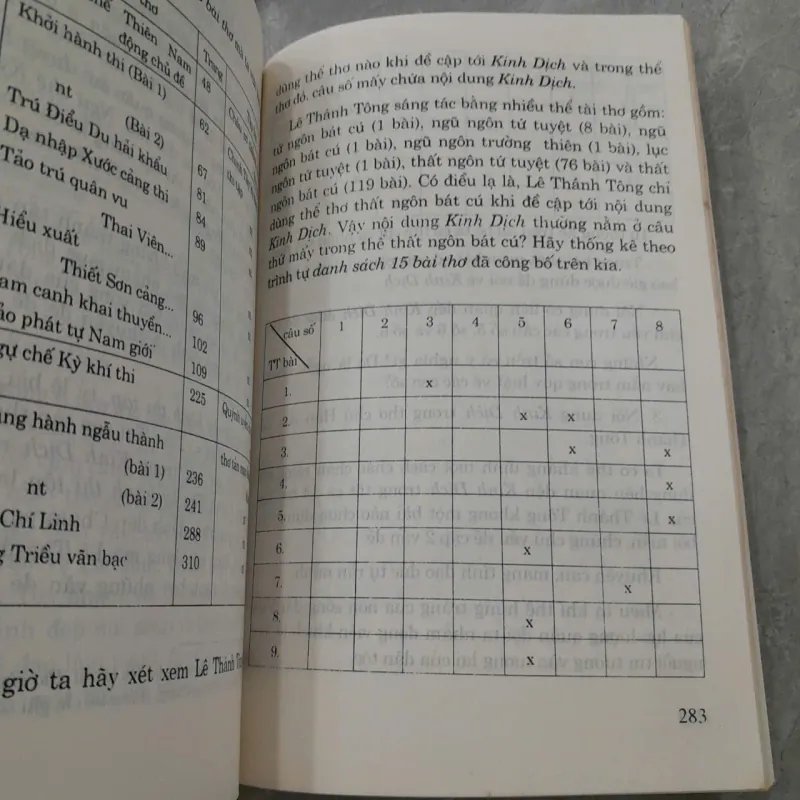 bài thơ mà
Thiên Nam
động chủ đề
Trang
Khởi hành thi (Bài 1)
48
nt (Bài 2)
62
Trú Điểu Du hải khẩu
67
Dạ nhập Xước cảng thi
81
Tảo trú quân vụ
84
Thai Viên...
89
Hiểu xuất
Thiết Sơn cảng...
96
am canh khai thuyền...
102
ảo phát tự Nam giới
109
gự chế Kỳ khí thi
225
ng hành ngẫu thành
(bài 1)
236
nt (bài 2)
241
Chí Linh
288
g Triều văn bạc
310
giờ ta hãy xét xem Lê Thánh
dùng thể thơ nào khi đề cập tới Kinh Dịch và trong thể
thơ đó, câu số mấy chứa nội dung Kinh Dịch.
Lê Thánh Tông sáng tác bằng nhiều thể tài thơ gồm:
tứ ngôn bát cú (1 bài), ngũ ngôn tứ tuyệt (8 bài), ngũ
ngôn bát cú (1 bài), ngũ ngôn trường thiên (1 bài), lục
ngôn tứ tuyệt (1 bài), thất ngôn tứ tuyệt (76 bài) và thất
ngôn bát cú (119 bài). Có điều lạ là, Lê Thánh Tông chỉ
dùng thể thơ thất ngôn bát cú khi đề cập tới nội dung
Kinh Dịch. Vậy nội dung Kinh Dịch thường nằm ở câu
thứ mấy trong thể thất ngôn bát cú? Hãy thống kê theo
trình tự danh sách 15 bài thơ đã công bố trên kia.
câu số 1 2 3 4 5 6 7 8
TT bài
1. x
2. x x
3. x x
4. x
5. x
6. x
7. x
8. x
9. x
283